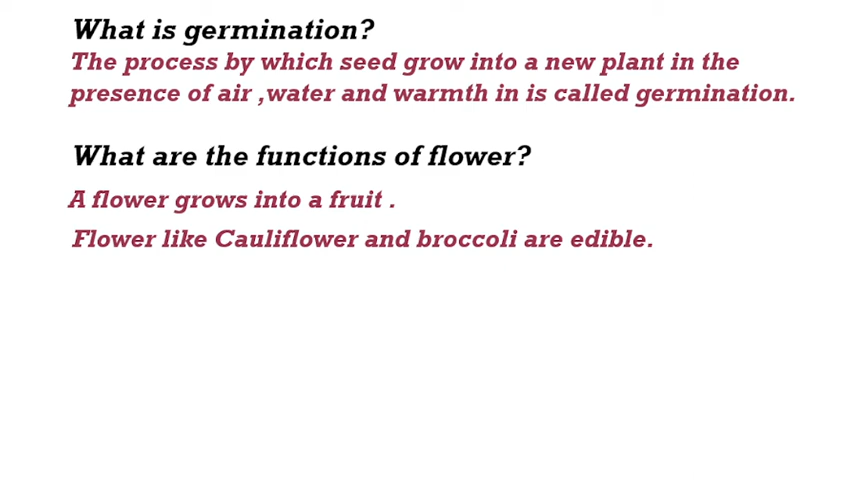 What is germination?
The process by which seed grow into a new plant in the
presence of air ,water and warmth in is called germination.
What are the functions of flower?
A flower grows into a fruit .
Flower like Cauliflower and broccoli are edible.